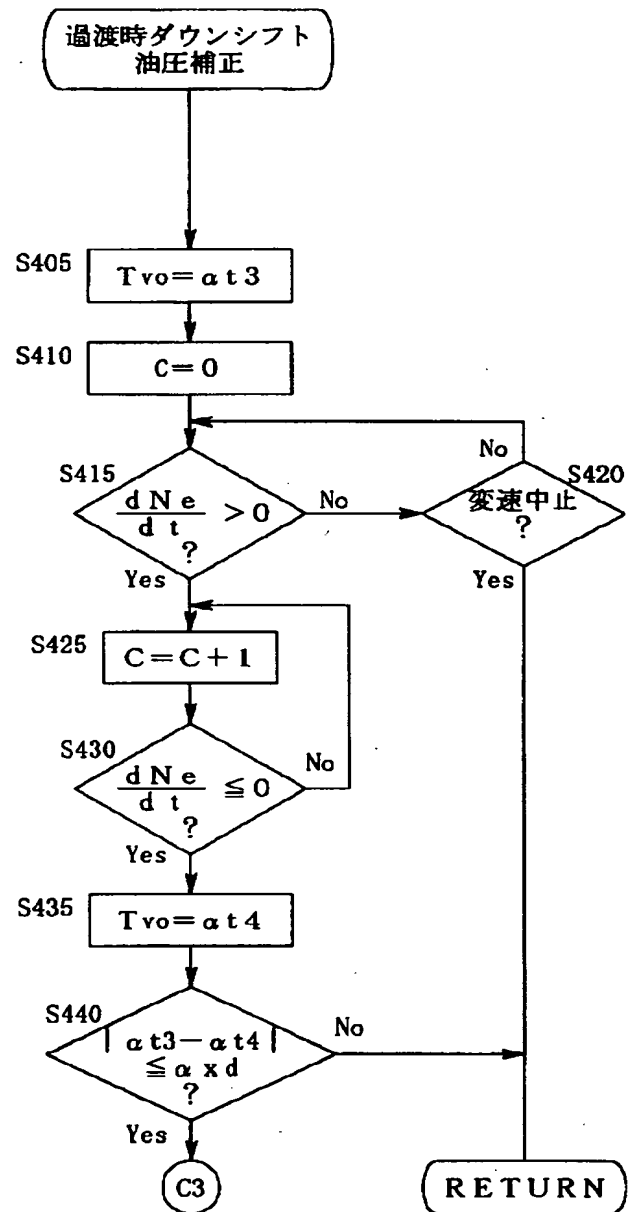 過渡時ダウンシフト
油圧補正
S405
Tvo=αt3
S410
C=0
S415
dNe
dt
>0
?
No
Yes
S420
変速中止
?
No
Yes
S425
C=C+1
S430
dNe
dt
≦0
?
No
Yes
S435
Tvo=αt4
S440
|αt3-αt4|
≦αxd
?
No
Yes
C3
RETURN